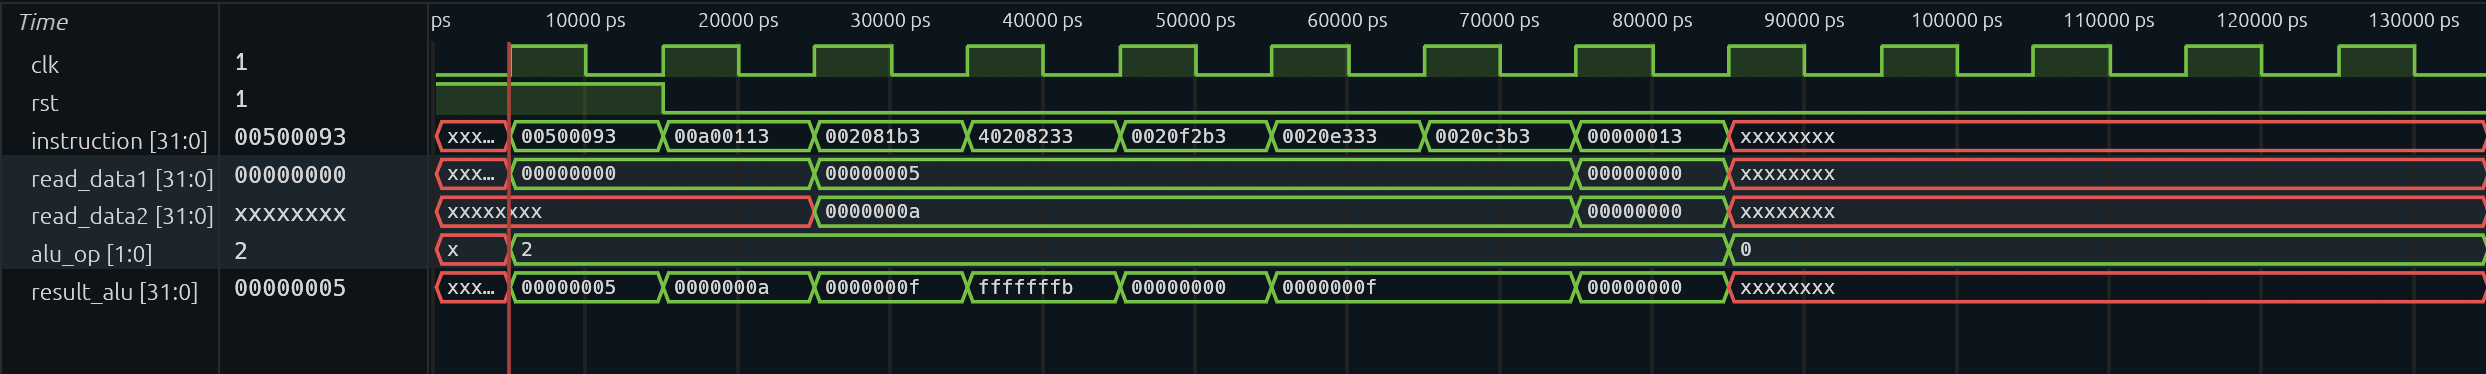 Time ps 10000 ps 20000 ps 30000 ps 40000 ps 50000 ps 60000 ps 70000 ps 80000 ps 90000 ps 100000 ps 110000 ps 120000 ps 130000 ps
clk 1
rst 1
instruction [31:0] 00500093 xxx… 00500093 00a00113 002081b3 40208233 0020f2b3 0020e333 0020c3b3 00000013 xxxxxxxx
read_data1 [31:0] 00000000 xxx… 00000000 00000005 00000000 xxxxxxxx
read_data2 [31:0] xxxxxxxx xxxxxxxx 0000000a 00000000 xxxxxxxx
alu_op [1:0] 2 x 2 0
result_alu [31:0] 00000005 xxx… 00000005 0000000a 0000000f fffffffb 00000000 0000000f 00000000 xxxxxxxx